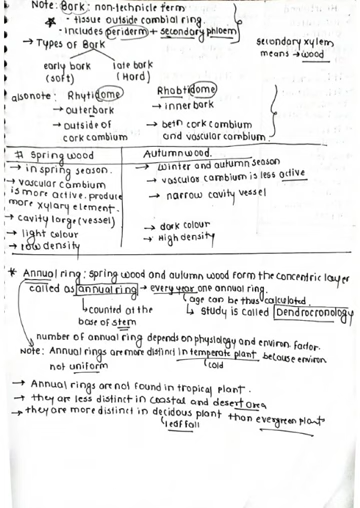 Note: Bark: non-technicle term
- tissue outside cambial ring.
- includes periderm + secondary phloem
→ Types of Bark
early bark (soft)
late bark (Hard)
secondary xylem means → wood
also note: Rhytidome
→ outerbark
→ outside of cork cambium
Rhabtidome
→ inner bark
→ beth cork cambium and vascular cambium.
# Spring wood
→ in spring season.
→ vascular cambium is more active. produce more xylary element.
→ cavity large (vessel)
→ light colour
→ low density
Autumn wood.
→ winter and autumn season
→ vascular cambium is less active
→ narrow cavity vessel
→ dark colour
→ High density
* Annual ring: spring wood and autumn wood form the concentric layer
called as annual ring → every year one annual ring.
age can be thus calculated.
↳ counted at the base of stem
↳ study is called Dendrocronology
number of annual ring depends on physiology and environ. factor.
Note: Annual rings are more distinct in temperate plant because environ.
↳ cold
not uniform
→ Annual rings are not found in tropical plant.
→ they are less distinct in coastal and desert area
→ they are more distinct in decidous plant than evergreen plant
↳ leaf fall